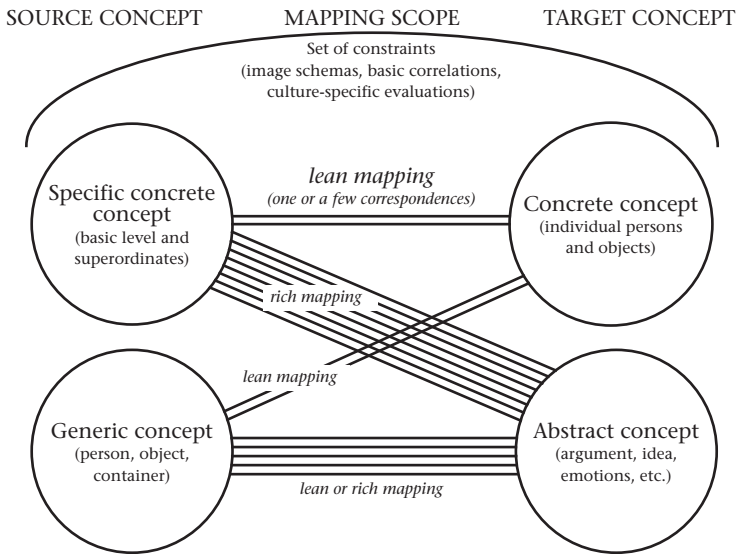 SOURCE CONCEPT
MAPPING SCOPE
TARGET CONCEPT
Set of constraints
(image schemas, basic correlations,
culture-specific evaluations)
Specific concrete
concept
(basic level and
superordinates)
lean mapping
(one or a few correspondences)
Concrete concept
(individual persons
and objects)
rich mapping
lean mapping
Generic concept
(person, object,
container)
lean or rich mapping
Abstract concept
(argument, idea,
emotions, etc.)